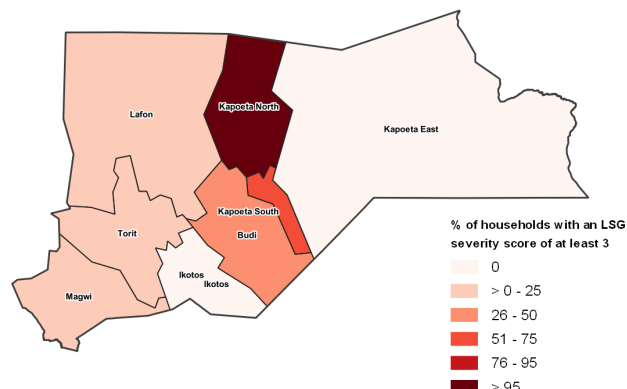 Kapoeta North
Lafon
Kapoeta East
Kapoeta South
Torit
Budi
Ikotos
Ikotos
Magwi
% of households with an LSG
severity score of at least 3
0
> 0 - 25
26 - 50
51 - 75
76 - 95
> 95